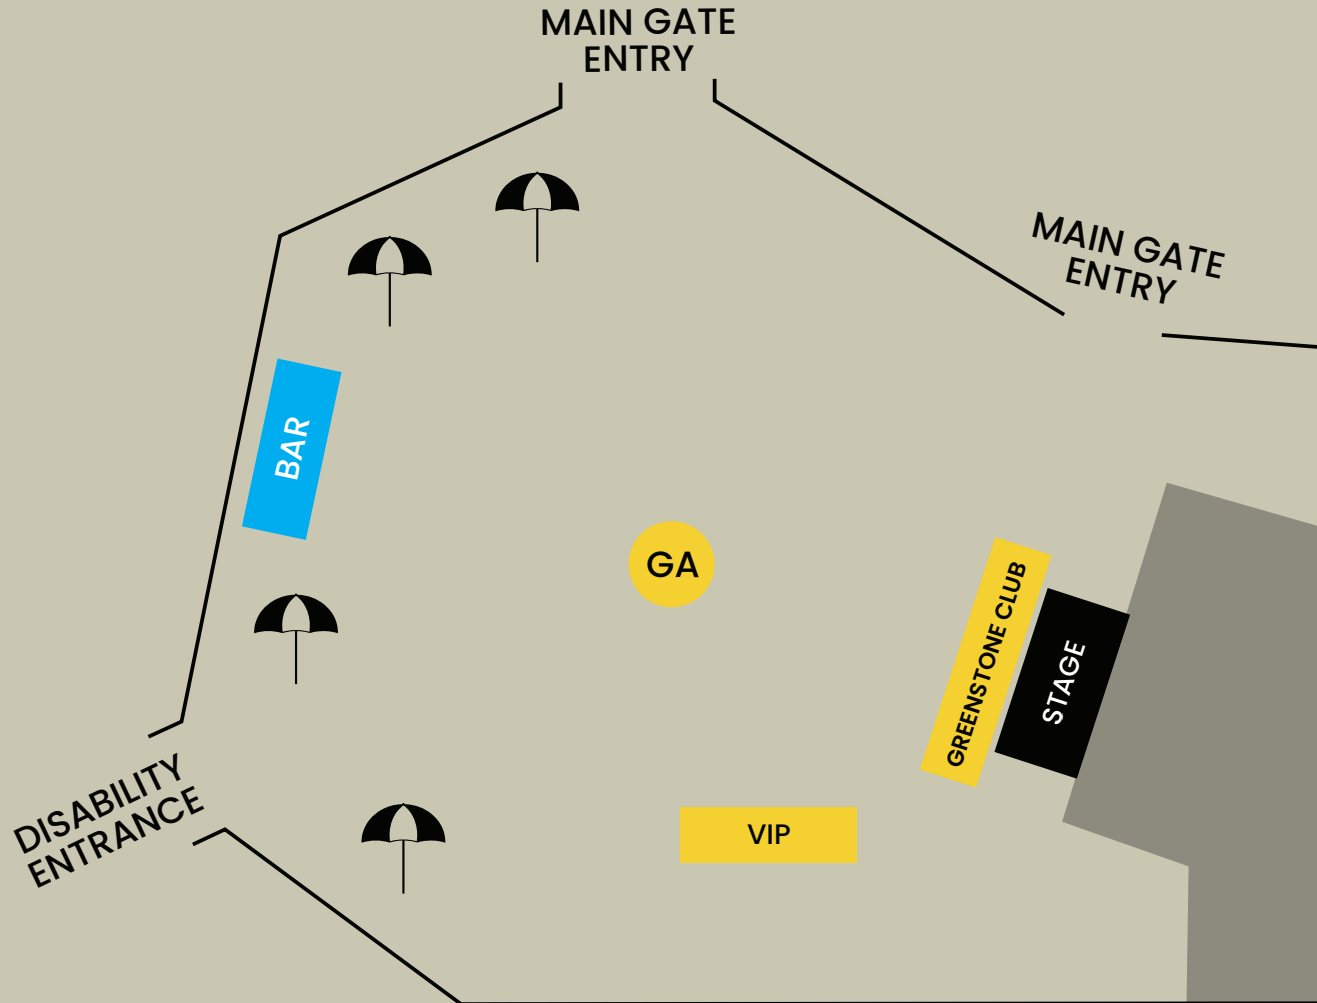 MAIN GATE
ENTRY
MAIN GATE
ENTRY
BAR
GA
GREENSTONE CLUB
STAGE
DISABILITY
ENTRANCE
VIP